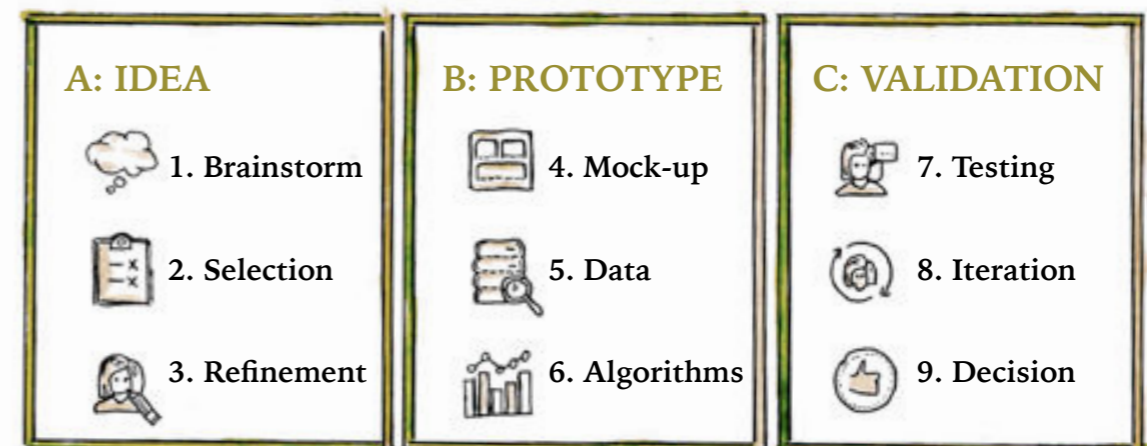 A: IDEA
1. Brainstorm
2. Selection
3. Refinement
B: PROTOTYPE
4. Mock-up
5. Data
6. Algorithms
C: VALIDATION
7. Testing
8. Iteration
9. Decision